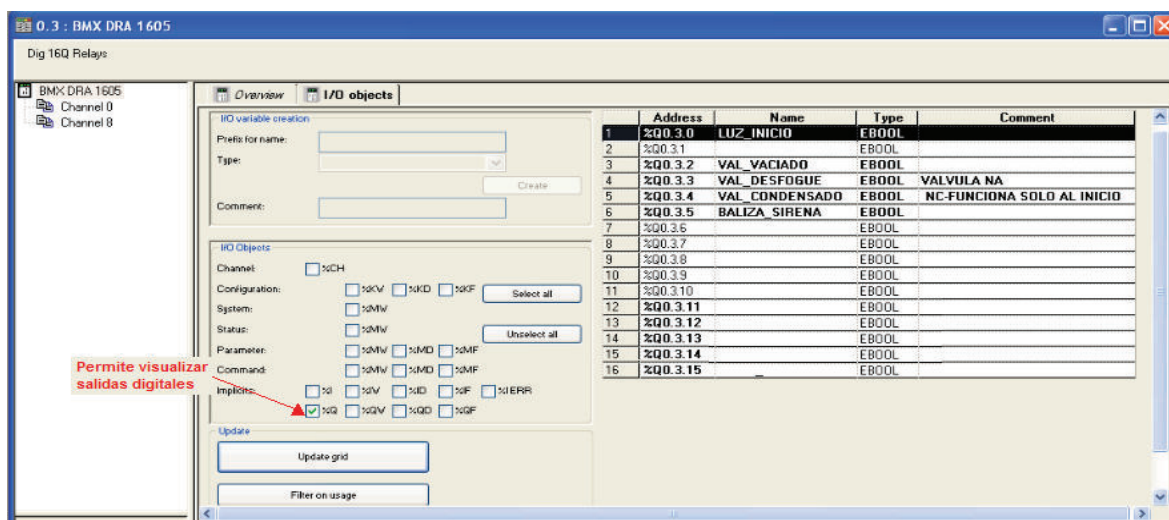 0.3 : BMX DRA 1605
Dig 16Q Relays
BMX DRA 1605
Channel 0
Channel 8
Overview
I/O objects
I/O variable creation
Prefix for name:
Type:
Create
Comment:
I/O Objects
Channel: %CH
Configuration: %KW %KD %KF Select all
System: %MW
Status: %MW Unselect all
Parameter: %MW %MD %MF
Command: %MW %MD %MF
Implicits: %I %IW %ID %IF %IERR
%Q %QW %QD %QF
Permite visualizar
salidas digitales
Update
Update grid
Filter on usage
Address Name Type Comment
1 %Q0.3.0 LUZ_INICIO EBOOL
2 %Q0.3.1 EBOOL
3 %Q0.3.2 VAL_VACIADO EBOOL
4 %Q0.3.3 VAL_DESFOGUE EBOOL VALVULA NA
5 %Q0.3.4 VAL_CONDENSADO EBOOL NC-FUNCIONA SOLO AL INICIO
6 %Q0.3.5 BALIZA_SIRENA EBOOL
7 %Q0.3.6 EBOOL
8 %Q0.3.7 EBOOL
9 %Q0.3.8 EBOOL
10 %Q0.3.9 EBOOL
11 %Q0.3.10 EBOOL
12 %Q0.3.11 EBOOL
13 %Q0.3.12 EBOOL
14 %Q0.3.13 EBOOL
15 %Q0.3.14 EBOOL
16 %Q0.3.15 _ EBOOL